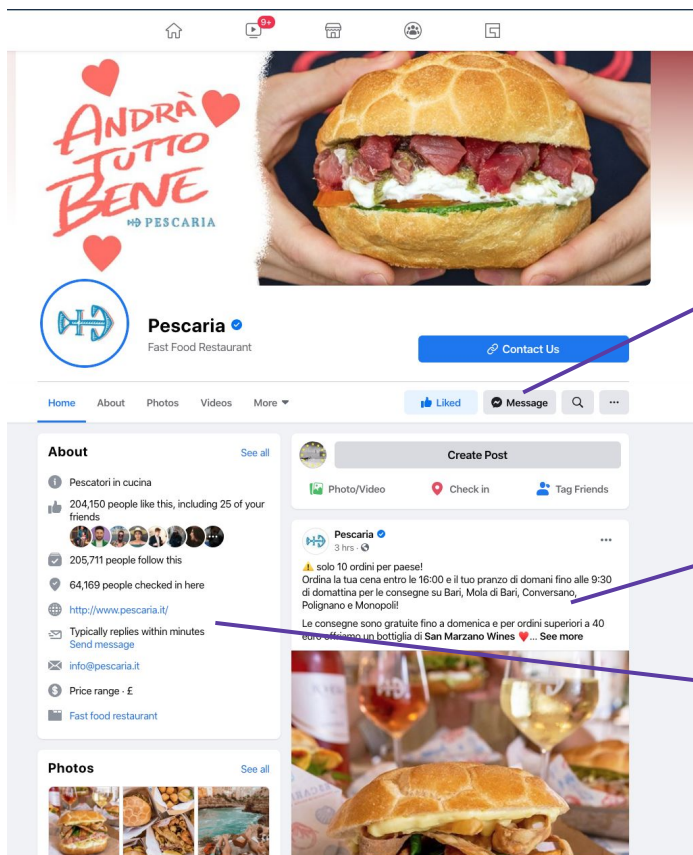 9+
ANDRÀ
TUTTO
BENE
PESCARIA
Pescaria
Fast Food Restaurant
Contact Us
Home About Photos Videos More
Liked Message
About See all
Pescatori in cucina
204,150 people like this, including 25 of your
friends
205,711 people follow this
64,169 people checked in here
http://www.pescaria.it/
Typically replies within minutes
Send message
info@pescaria.it
Price range · £
Fast food restaurant
Photos See all
Create Post
Photo/Video Check in Tag Friends
Pescaria
3 hrs ·
solo 10 ordini per paese!
Ordina la tua cena entro le 16:00 e il tuo pranzo di domani fino alle 9:30
di domattina per le consegne su Bari, Mola di Bari, Conversano,
Polignano e Monopoli!
Le consegne sono gratuite fino a domenica e per ordini superiori a 40
euro offriamo un bottiglia di San Marzano Wines ... See more